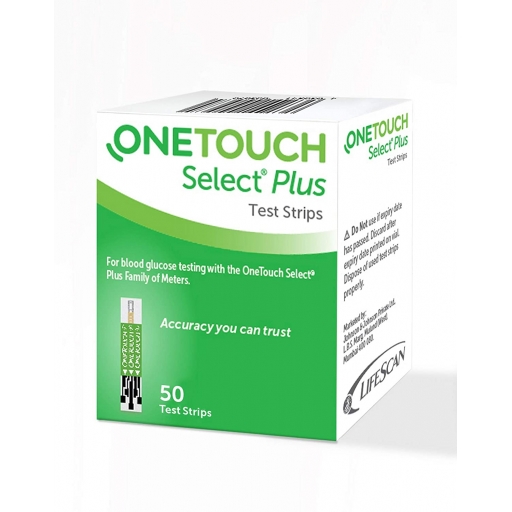 ONETOUCH
Select® Plus
Test Strips
For blood glucose testing with the OneTouch Select®
Plus Family of Meters.
Accuracy you can trust
ONETOUCH
ONETOUCH
ONETOUCH
50
Test Strips
ONETOUCH
Select® Plus
Test Strips
⚠ Do Not use if expiry date
has passed. Discard after
expiry date printed on vial.
Dispose of used test strips
properly.
Marketed by:
Johnson & Johnson Private Ltd.,
L.B.S. Marg, Mulund (West),
Mumbai 400 080.
LIFESCAN